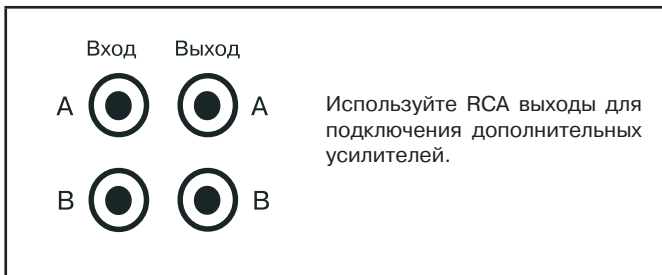 Вход Выход
A A
B B
Используйте RCA выходы для
подключения дополнительных
усилителей.